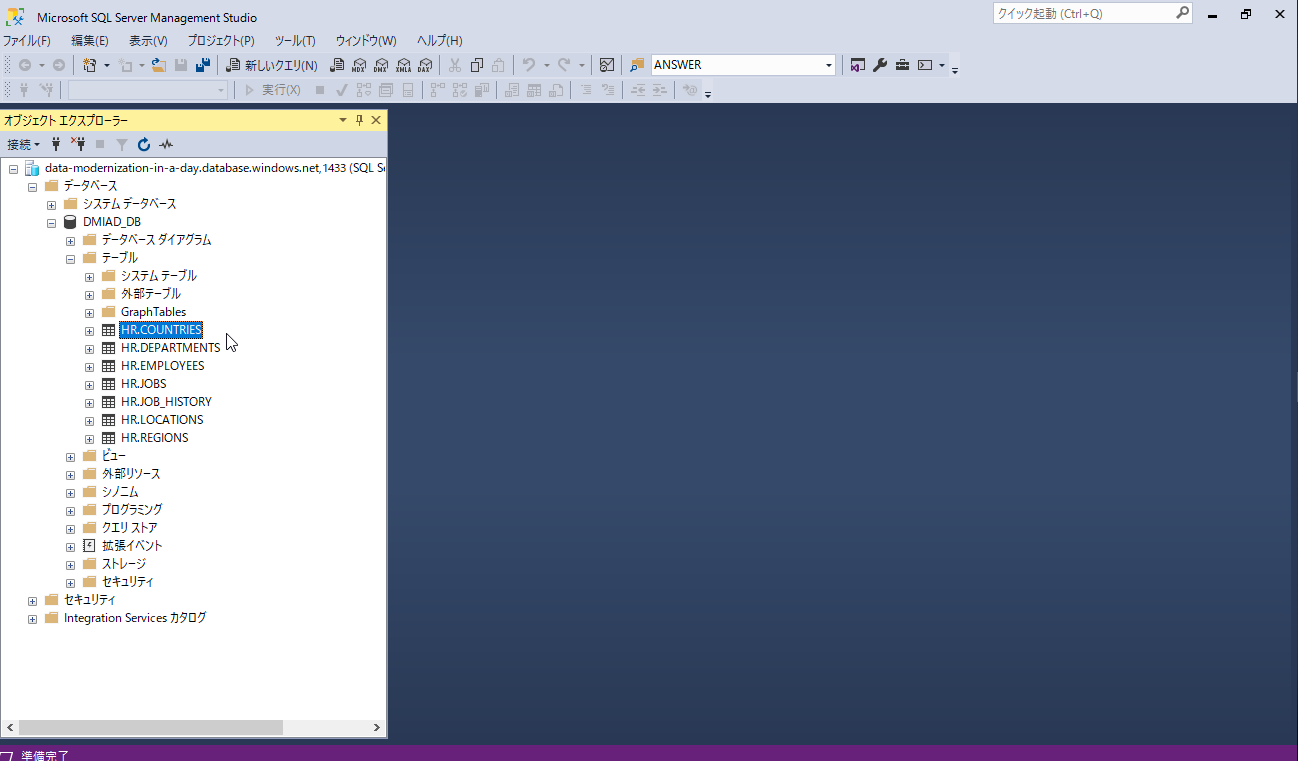 Microsoft SQL Server Management Studio
クイック起動 (Ctrl+Q)
ファイル(F) 編集(E) 表示(V) プロジェクト(P) ツール(T) ウィンドウ(W) ヘルプ(H)
新しいクエリ(N) MDX DMX XMLA DAX ANSWER
実行(X)
オブジェクト エクスプローラー
接続
data-modernization-in-a-day.database.windows.net,1433 (SQL Se
データベース
システム データベース
DMIAD_DB
データベース ダイアグラム
テーブル
システム テーブル
外部テーブル
GraphTables
HR.COUNTRIES
HR.DEPARTMENTS
HR.EMPLOYEES
HR.JOBS
HR.JOB_HISTORY
HR.LOCATIONS
HR.REGIONS
ビュー
外部リソース
シノニム
プログラミング
クエリ ストア
拡張イベント
ストレージ
セキュリティ
セキュリティ
Integration Services カタログ
準備完了